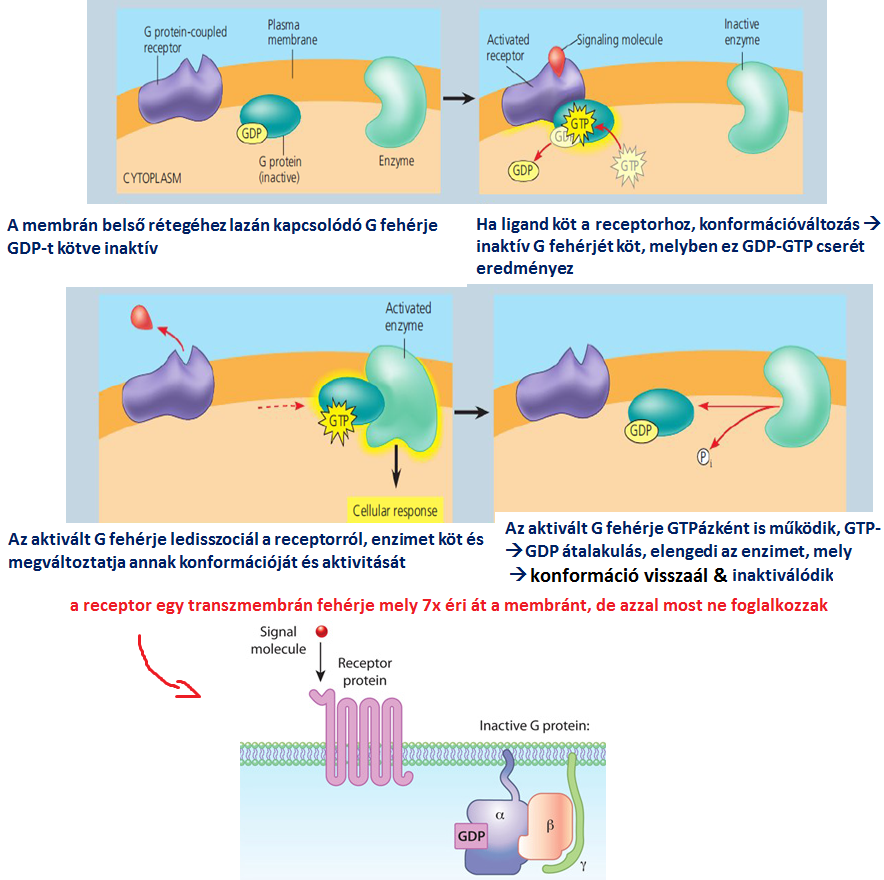 G protein-coupled
receptor
Plasma
membrane
GDP
G protein
(inactive)
Enzyme
CYTOPLASM
Activated
receptor
Signaling molecule
Inactive
enzyme
GTP
GDP
GDP
GTP
A membrán belső rétegéhez lazán kapcsolódó G fehérje
GDP-t kötve inaktív
Ha ligand köt a receptorhoz, konformációváltozás →
inaktív G fehérjét köt, melyben ez GDP-GTP cserét
eredményez
Activated
enzyme
GTP
Cellular response
GDP
P i
Az aktivált G fehérje ledisszociál a receptorról, enzimet köt és
megváltoztatja annak konformációját és aktivitását
Az aktivált G fehérje GTPázként is működik, GTP-
→GDP átalakulás, elengedi az enzimet, mely
→ konformáció visszaál & inaktiválódik
a receptor egy transzmembrán fehérje mely 7x éri át a membránt, de azzal most ne foglalkozzak
Signal
molecule
Receptor
protein
Inactive G protein:
α
β
GDP
γ